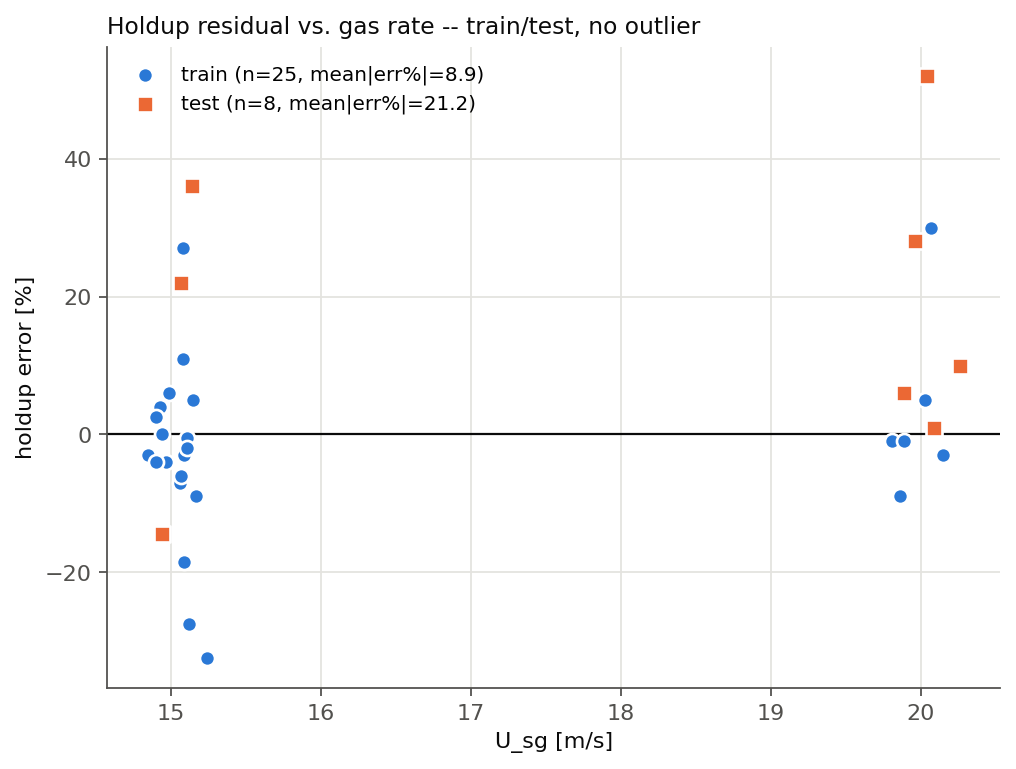 Holdup residual vs. gas rate -- train/test, no outlier
train (n=25, mean|err%|=8.9)
test (n=8, mean|err%|=21.2)
40
20
0
−20
holdup error [%]
15 16 17 18 19 20
U_sg [m/s]